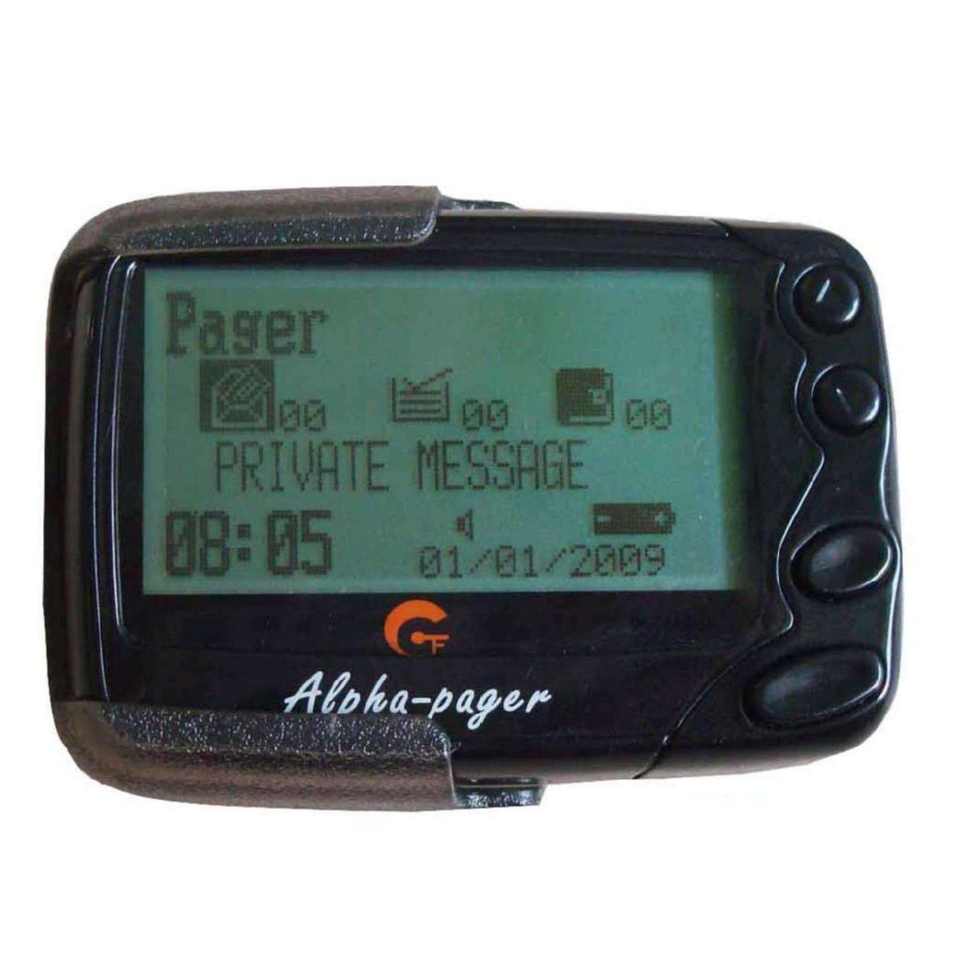 Pager
00 00 00
PRIVATE MESSAGE
08:05
01/01/2009
F
Alpha-pager